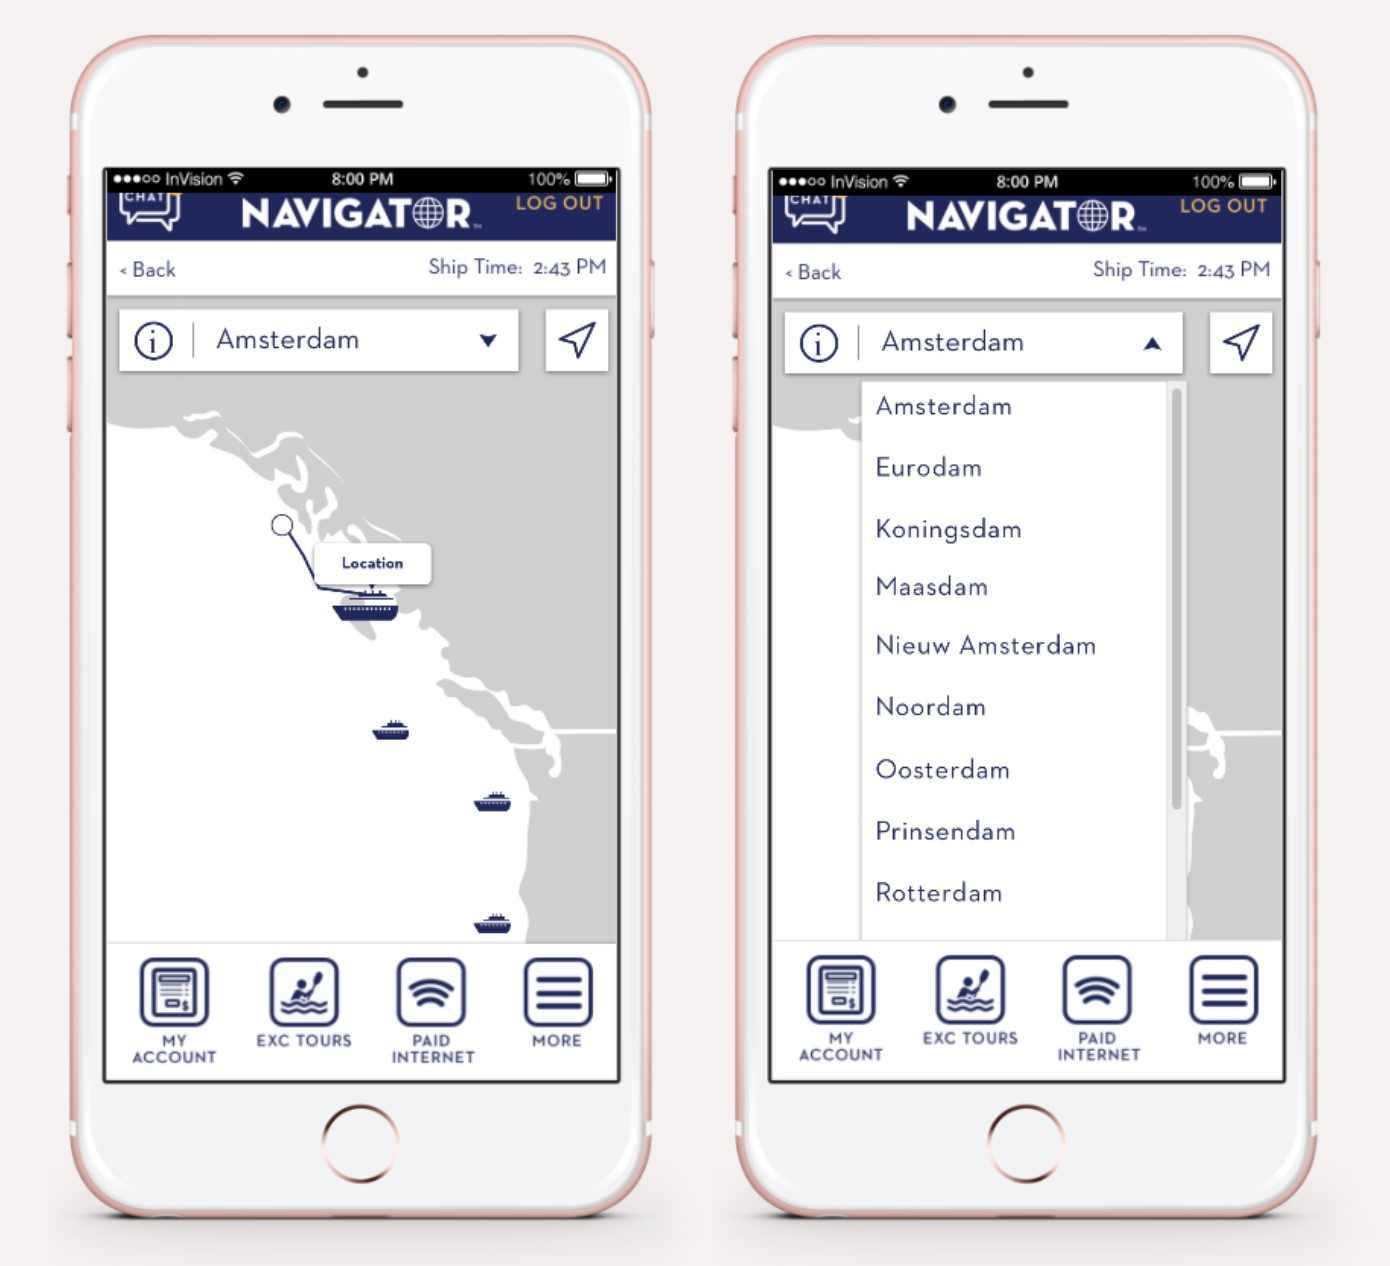 ●●●○○ InVision 8:00 PM 100%
CHAT NAVIGATOR LOG OUT
< Back Ship Time: 2:43 PM
i Amsterdam
Location
MY ACCOUNT
EXC TOURS
PAID INTERNET
MORE
●●●○○ InVision 8:00 PM 100%
CHAT NAVIGATOR LOG OUT
< Back Ship Time: 2:43 PM
i Amsterdam
Amsterdam
Eurodam
Koningsdam
Maasdam
Nieuw Amsterdam
Noordam
Oosterdam
Prinsendam
Rotterdam
MY ACCOUNT
EXC TOURS
PAID INTERNET
MORE